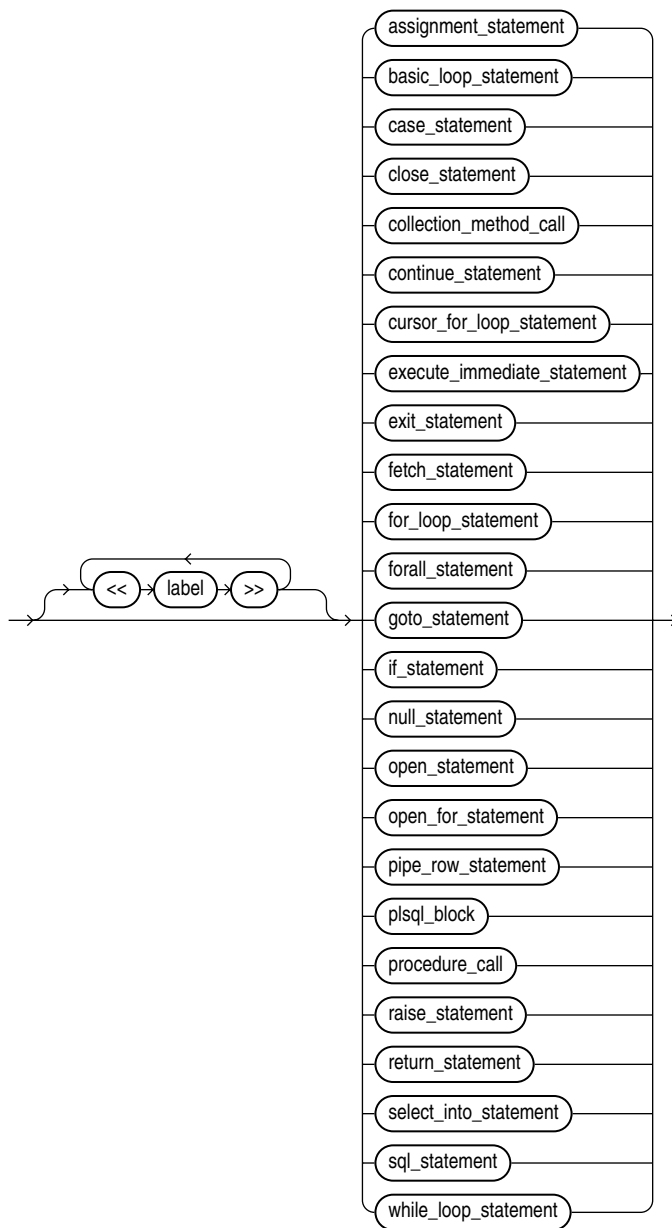 assignment_statement
basic_loop_statement
case_statement
close_statement
collection_method_call
continue_statement
cursor_for_loop_statement
execute_immediate_statement
exit_statement
fetch_statement
for_loop_statement
forall_statement
<< label >>
goto_statement
if_statement
null_statement
open_statement
open_for_statement
pipe_row_statement
plsql_block
procedure_call
raise_statement
return_statement
select_into_statement
sql_statement
while_loop_statement